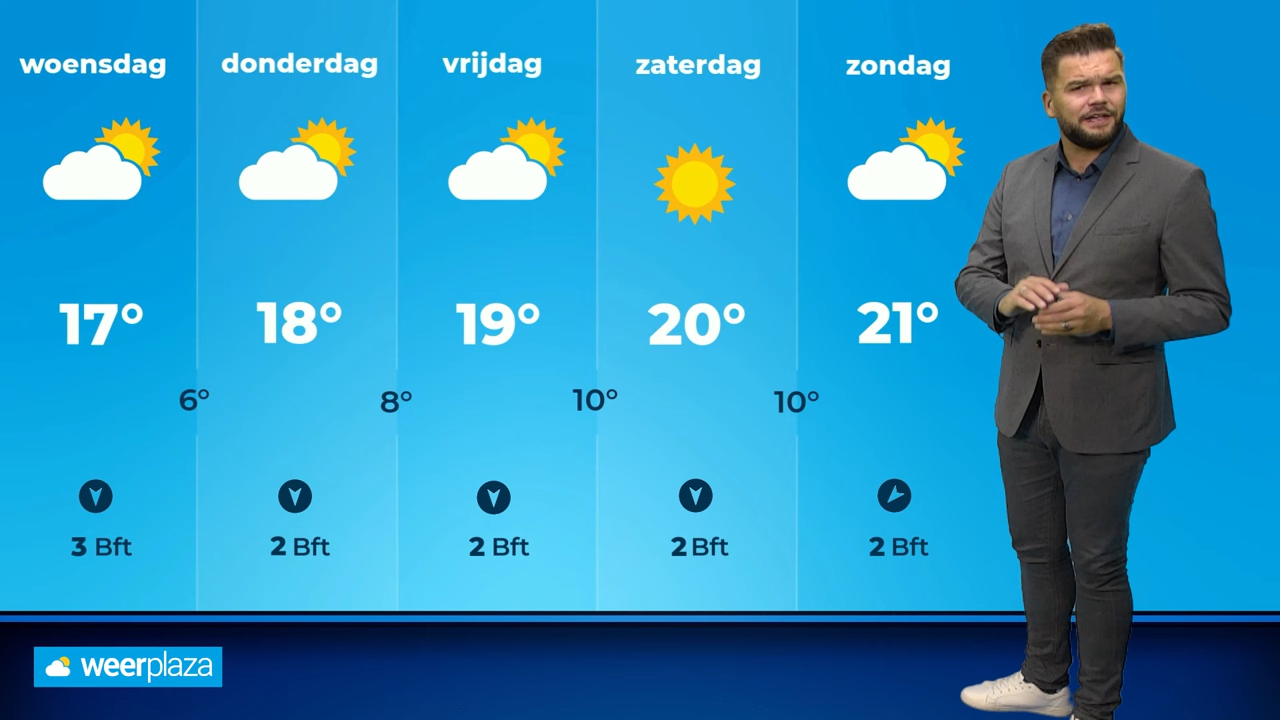 woensdag donderdag vrijdag zaterdag zondag
17° 18° 19° 20° 21°
6° 8° 10° 10°
3 Bft 2 Bft 2 Bft 2 Bft 2 Bft
weerplaza